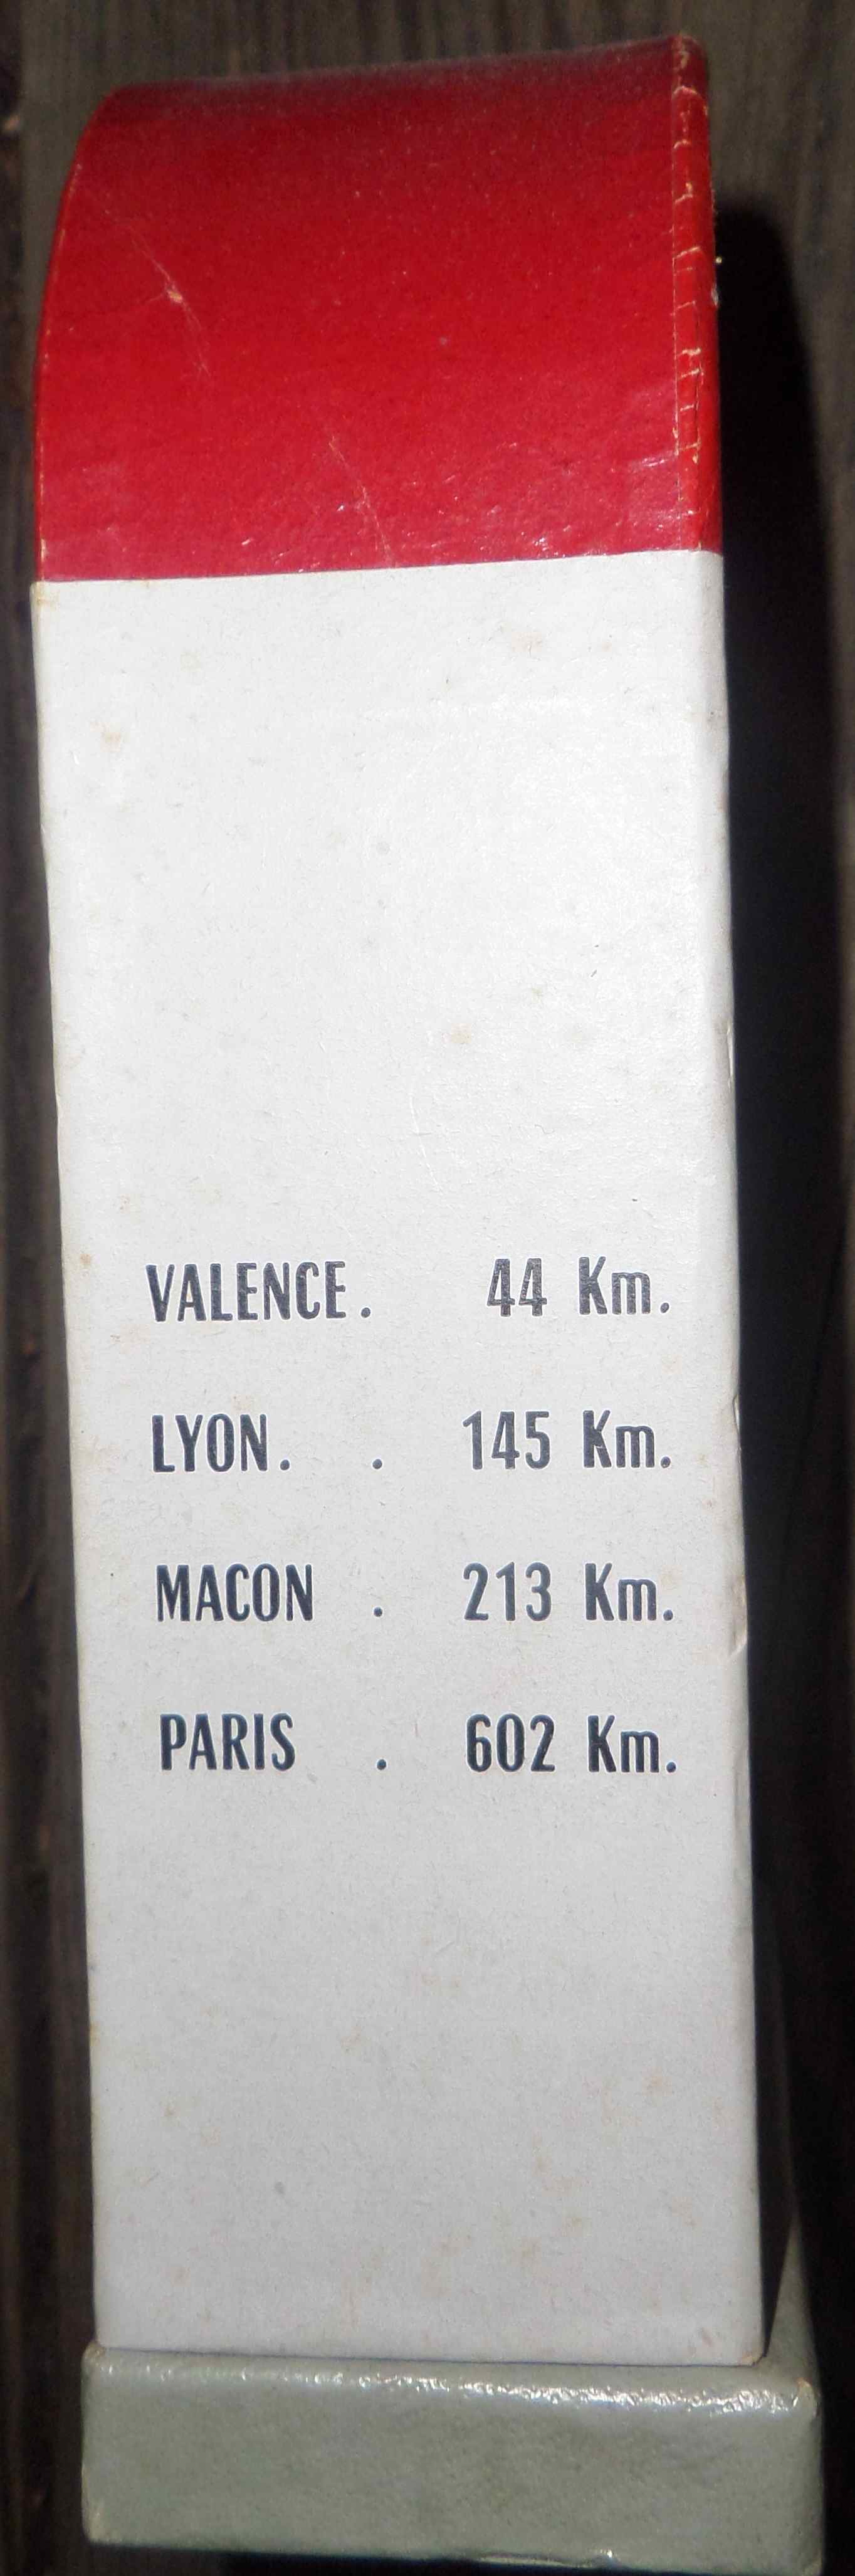 VALENCE. 44 Km.
LYON. . 145 Km.
MACON . 213 Km.
PARIS . 602 Km.